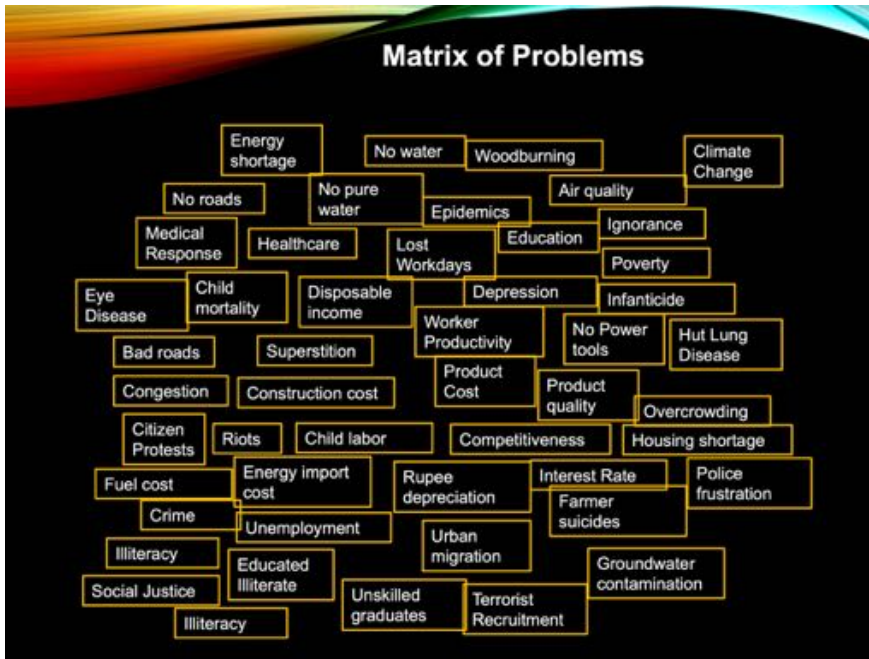 Matrix of Problems
Energy
shortage
No water
Woodburning
Climate
Change
No roads
No pure
water
Air quality
Epidemics
Ignorance
Medical
Response
Healthcare
Lost
Workdays
Education
Poverty
Eye
Disease
Child
mortality
Disposable
income
Depression
Infanticide
Worker
Productivity
No Power
tools
Hut Lung
Disease
Bad roads
Superstition
Product
Cost
Congestion
Construction cost
Product
quality
Overcrowding
Citizen
Protests
Riots
Child labor
Competitiveness
Housing shortage
Fuel cost
Energy import
cost
Rupee
depreciation
Interest Rate
Police
frustration
Crime
Farmer
suicides
Unemployment
Urban
migration
Illiteracy
Educated
Illiterate
Groundwater
contamination
Social Justice
Unskilled
graduates
Terrorist
Recruitment
Illiteracy